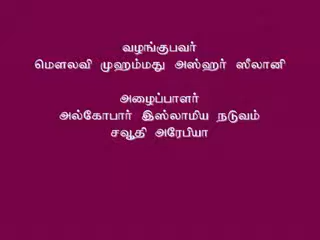 வழங்குபவர்
மௌலவி முஹம்மது அஸ்ஹர் ஸீலானி
அழைப்பாளர்
அல்கோபார் இஸ்லாமிய நடுவம்
சவூதி அரேபியா